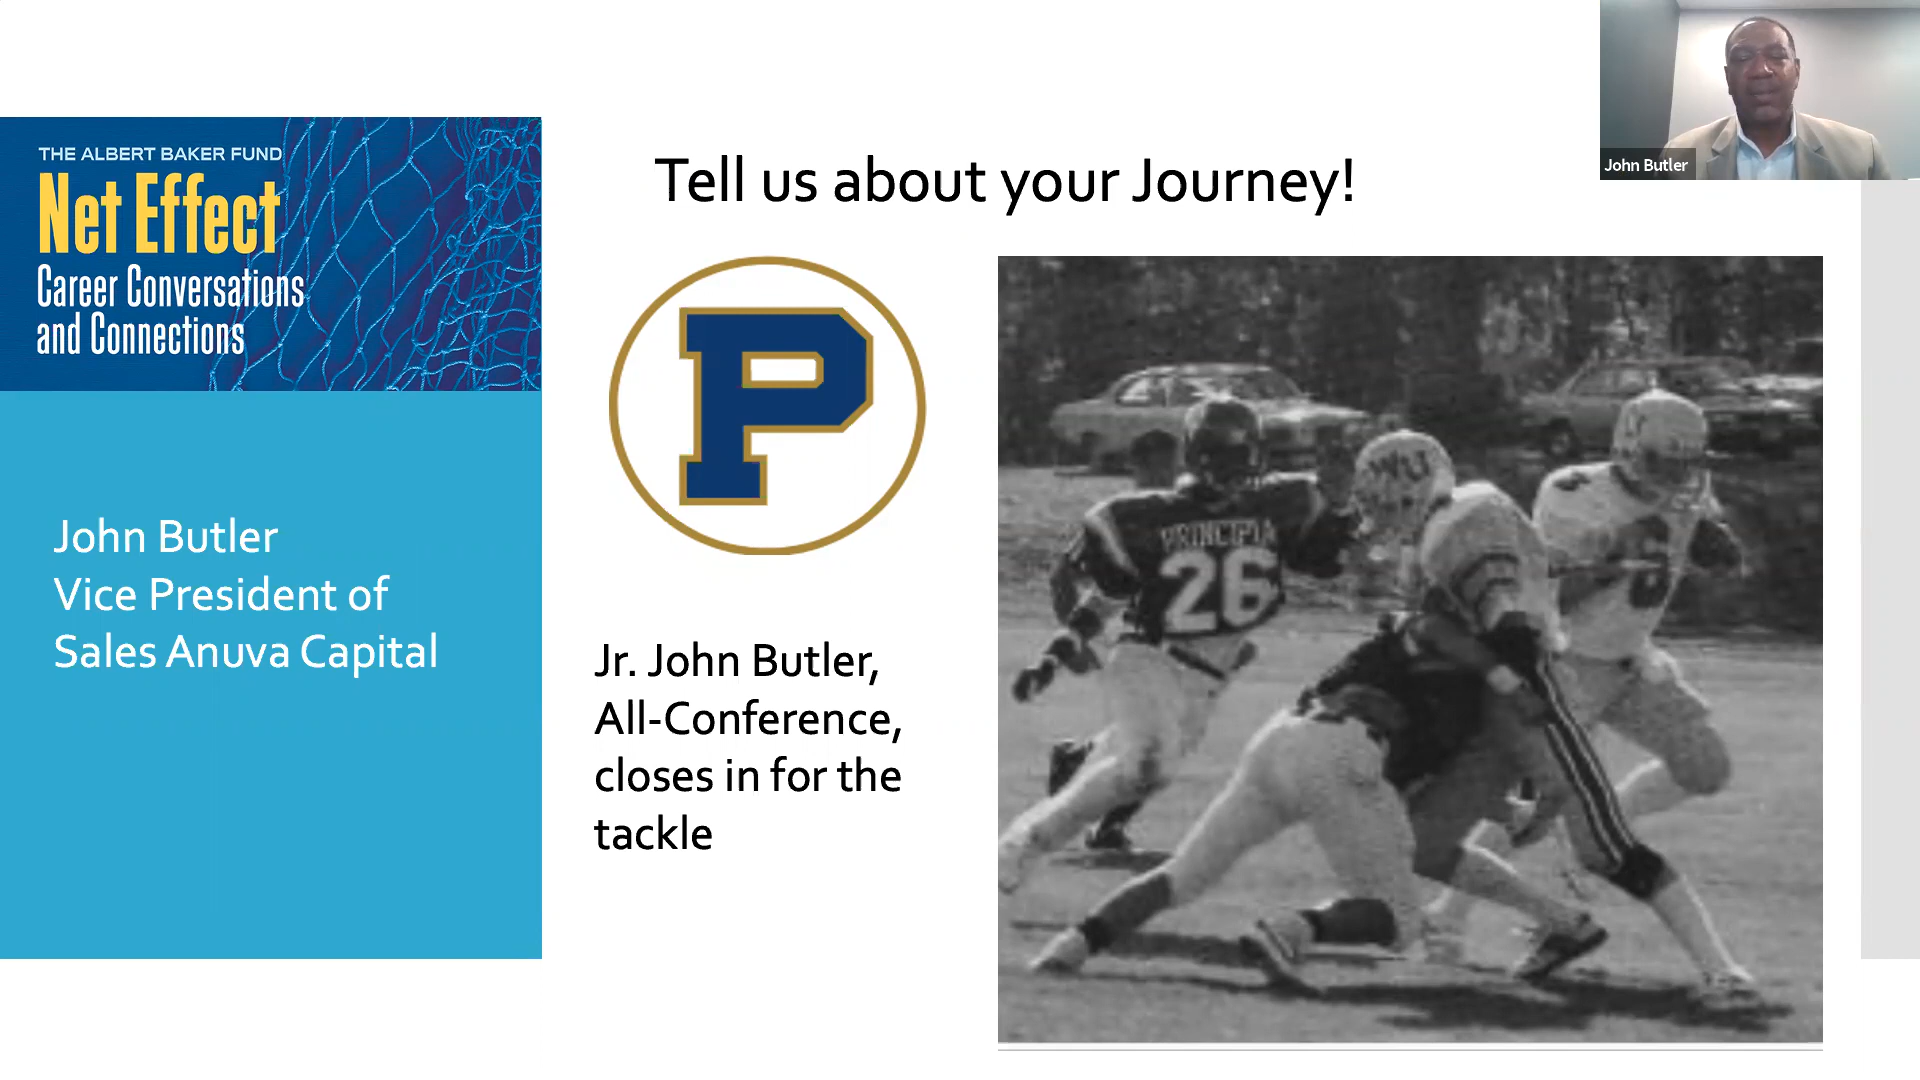 THE ALBERT BAKER FUND
Net Effect
Career Conversations
and Connections
John Butler
Vice President of
Sales Anuva Capital
Tell us about your Journey!
P
Jr. John Butler,
All-Conference,
closes in for the
tackle
PRINCIPIA
26
WU
John Butler